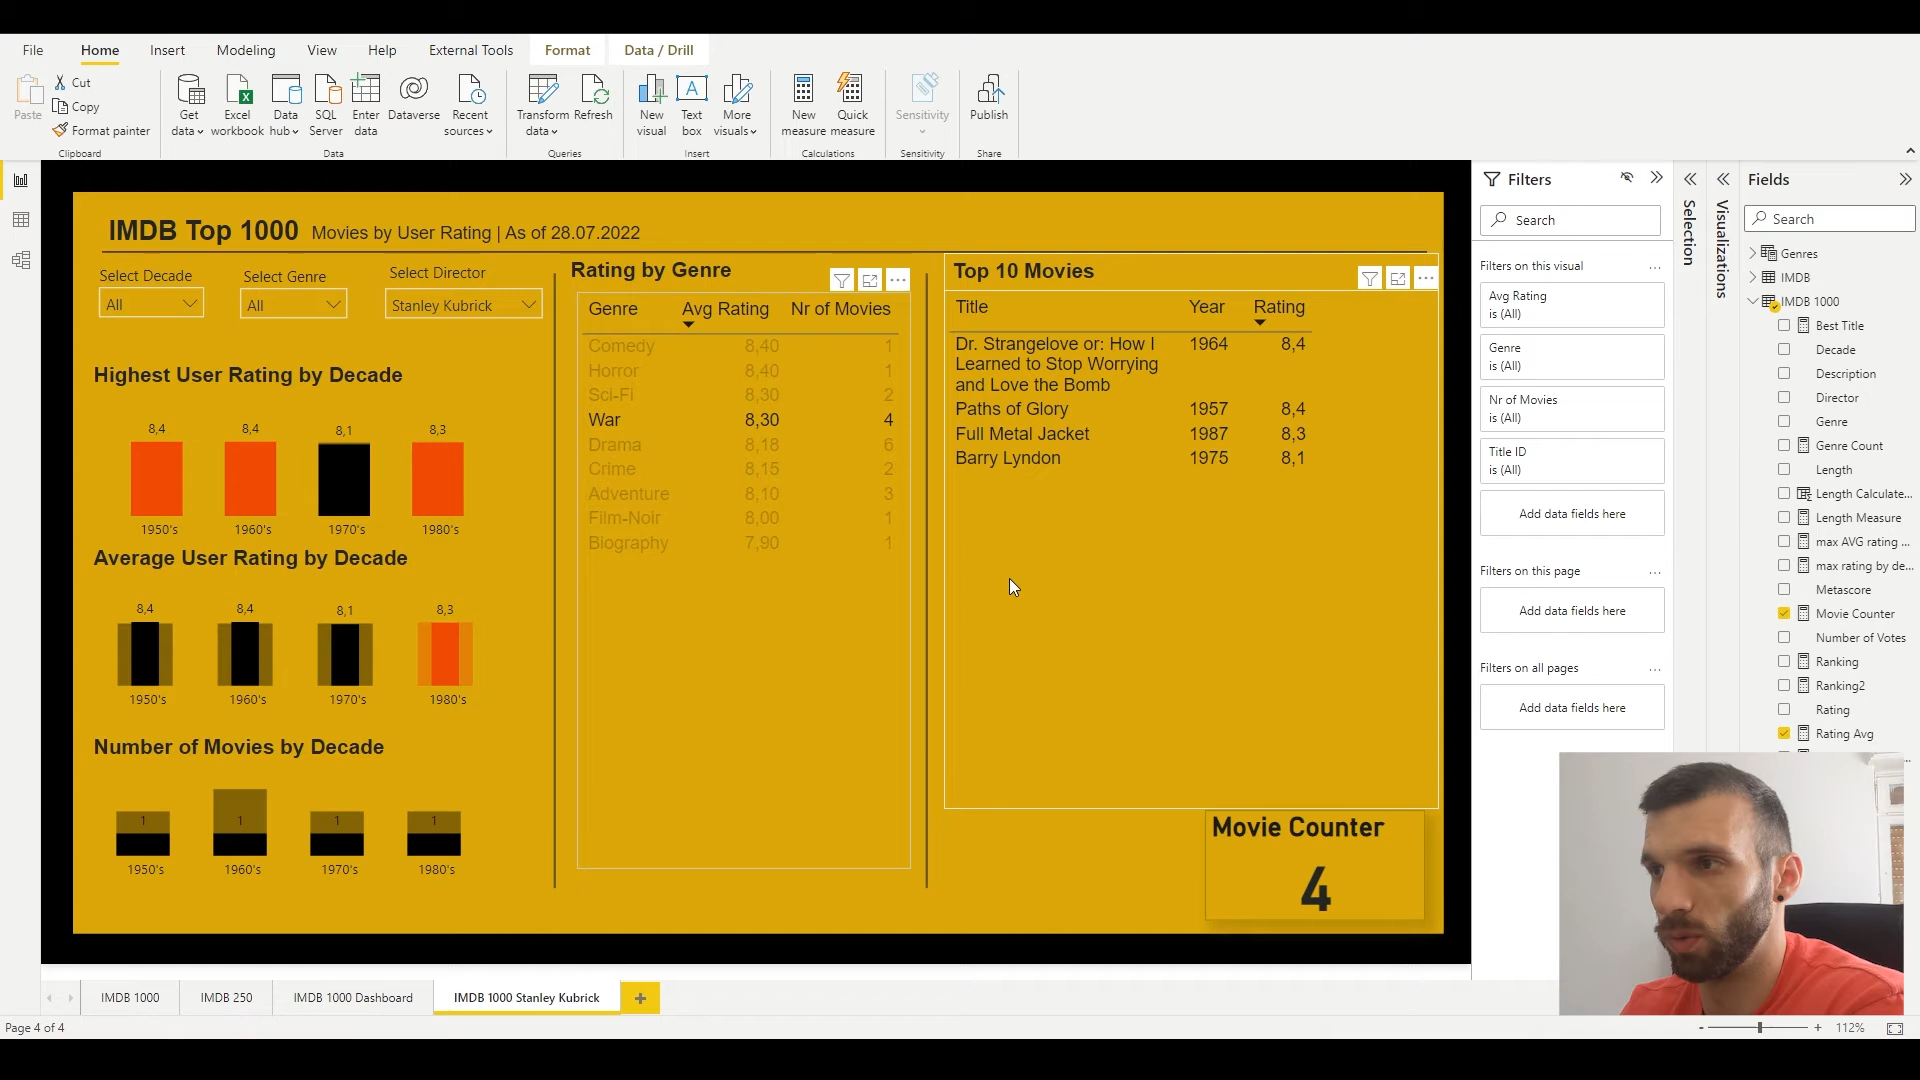 File Home Insert Modeling View Help External Tools Format Data / Drill
Paste
Cut
Copy
Format painter
Clipboard
Get data
Excel workbook
Data hub
SQL Server
Enter data
Dataverse
Recent sources
Data
Transform data
Refresh
Queries
New visual
Text box
More visuals
Insert
New measure
Quick measure
Calculations
Sensitivity
Sensitivity
Publish
Share
IMDB Top 1000 Movies by User Rating | As of 28.07.2022
Select Decade
All
Select Genre
All
Select Director
Stanley Kubrick
Highest User Rating by Decade
8,4 8,4 8,1 8,3
1950's 1960's 1970's 1980's
Average User Rating by Decade
8,4 8,4 8,1 8,3
1950's 1960's 1970's 1980's
Number of Movies by Decade
1 1 1 1
1950's 1960's 1970's 1980's
Rating by Genre
Genre Avg Rating Nr of Movies
Comedy 8,40 1
Horror 8,40 1
Sci-Fi 8,30 2
War 8,30 4
Drama 8,18 6
Crime 8,15 2
Adventure 8,10 3
Film-Noir 8,00 1
Biography 7,90 1
Top 10 Movies
Title Year Rating
Dr. Strangelove or: How I 1964 8,4
Learned to Stop Worrying
and Love the Bomb
Paths of Glory 1957 8,4
Full Metal Jacket 1987 8,3
Barry Lyndon 1975 8,1
Movie Counter
4
Filters
Search
Filters on this visual ...
Avg Rating
is (All)
Genre
is (All)
Nr of Movies
is (All)
Title ID
is (All)
Add data fields here
Filters on this page ...
Add data fields here
Filters on all pages ...
Add data fields here
Selection
Visualizations
Fields
Search
Genres
IMDB
IMDB 1000
Best Title
Decade
Description
Director
Genre
Genre Count
Length
Length Calculate...
Length Measure
max AVG rating ...
max rating by de...
Metascore
Movie Counter
Number of Votes
Ranking
Ranking2
Rating
Rating Avg
IMDB 1000 IMDB 250 IMDB 1000 Dashboard IMDB 1000 Stanley Kubrick +
Page 4 of 4
- + 112%